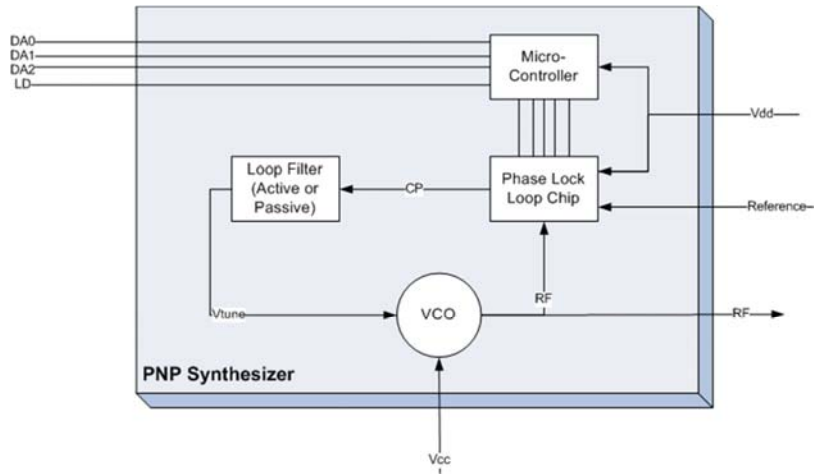 DA0
DA1
DA2
LD
Micro-
Controller
Vdd
Loop Filter
(Active or
Passive)
CP
Phase Lock
Loop Chip
Reference
RF
Vtune
VCO
RF
PNP Synthesizer
Vcc